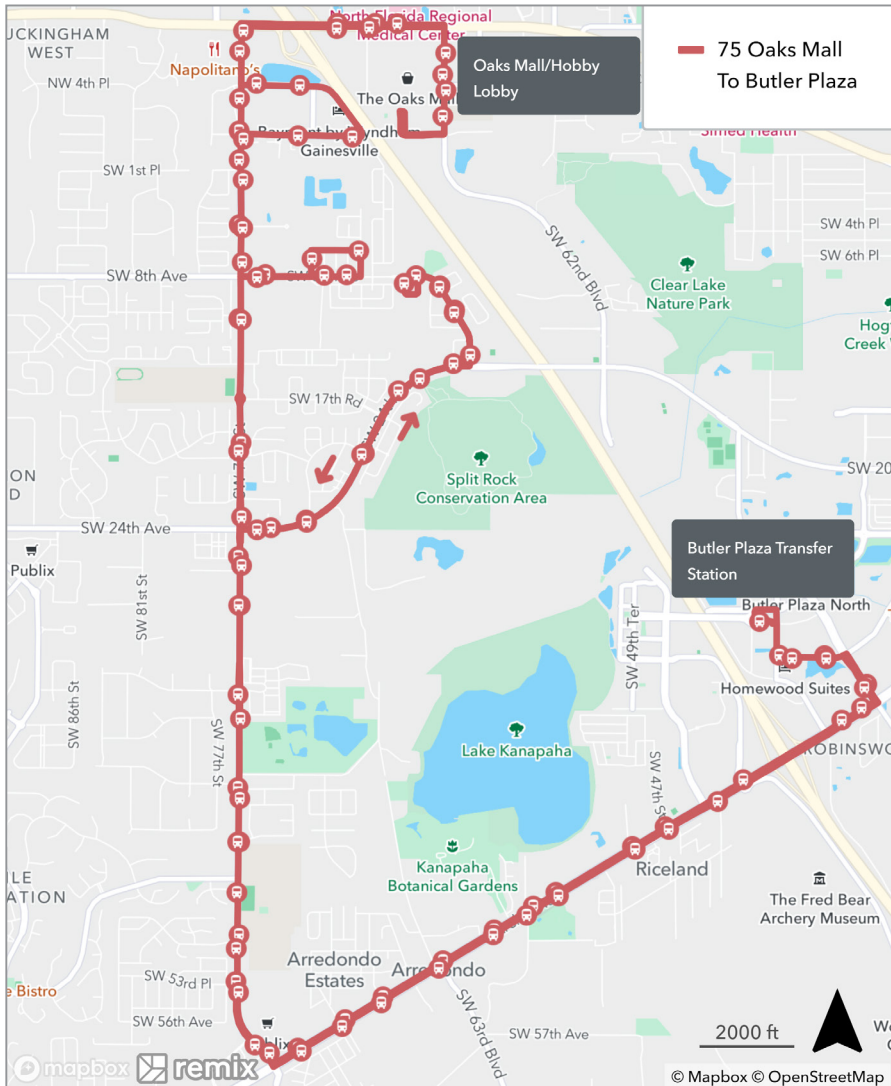 North Florida Regional
Medical Center
UCKINGHAM
WEST
Napolitano's
NW 4th Pl
The Oaks Mall
Oaks Mall/Hobby
Lobby
75 Oaks Mall
To Butler Plaza
Simed Health
Gainesville
SW 1st Pl
SW 4th Pl
SW 6th Pl
SW 62nd Blvd
SW 8th Ave
Clear Lake
Nature Park
Creek
SW 17th Rd
Split Rock
Conservation Area
SW 20
SW 24th Ave
Publix
SW 81st St
Butler Plaza Transfer
Station
Butler Plaza North
SW 49th Ter
Homewood Suites
SW 86th St
SW 77th St
Lake Kanapaha
ROBINSW
SW 47th St
Kanapaha
Botanical Gardens
Riceland
ATION
The Fred Bear
Archery Museum
Arredondo
Estates
Arredondo
SW 53rd Pl
Bistro
SW 56th Ave
SW 63rd Blvd
SW 57th Ave
2000 ft
mapbox remix
© Mapbox © OpenStreetMap